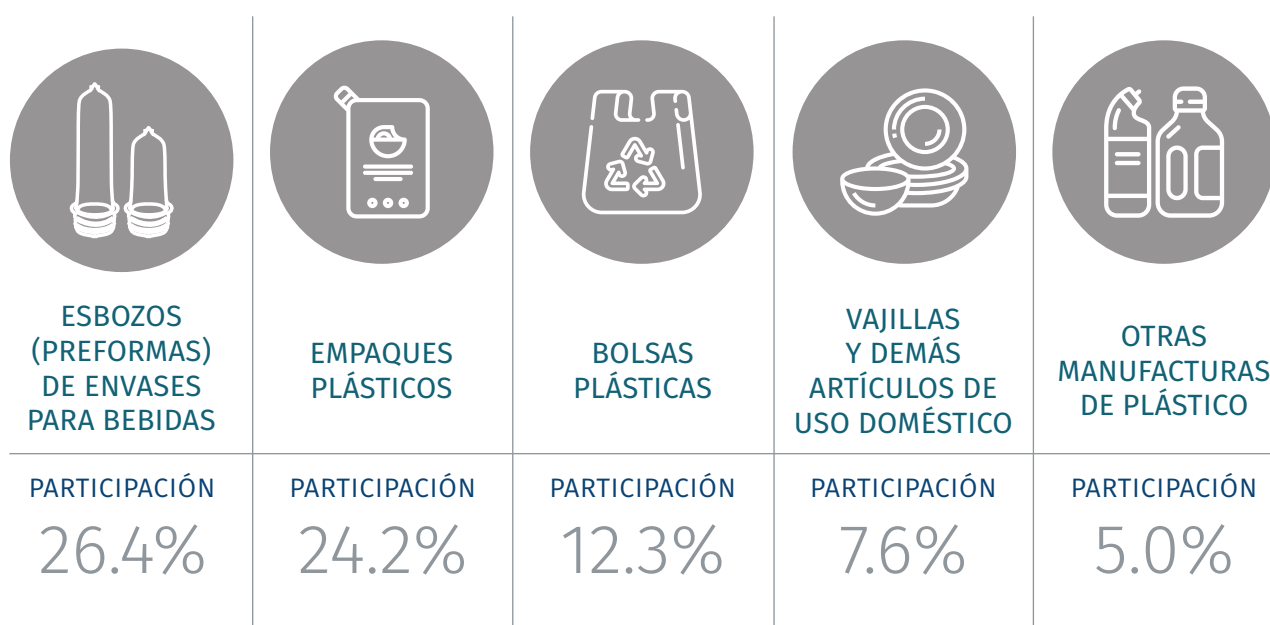 ESBOZOS
(PREFORMAS)
DE ENVASES
PARA BEBIDAS
PARTICIPACIÓN
26.4%
EMPAQUES
PLÁSTICOS
PARTICIPACIÓN
24.2%
BOLSAS
PLÁSTICAS
PARTICIPACIÓN
12.3%
VAJILLAS
Y DEMÁS
ARTÍCULOS DE
USO DOMÉSTICO
PARTICIPACIÓN
7.6%
OTRAS
MANUFACTURAS
DE PLÁSTICO
PARTICIPACIÓN
5.0%